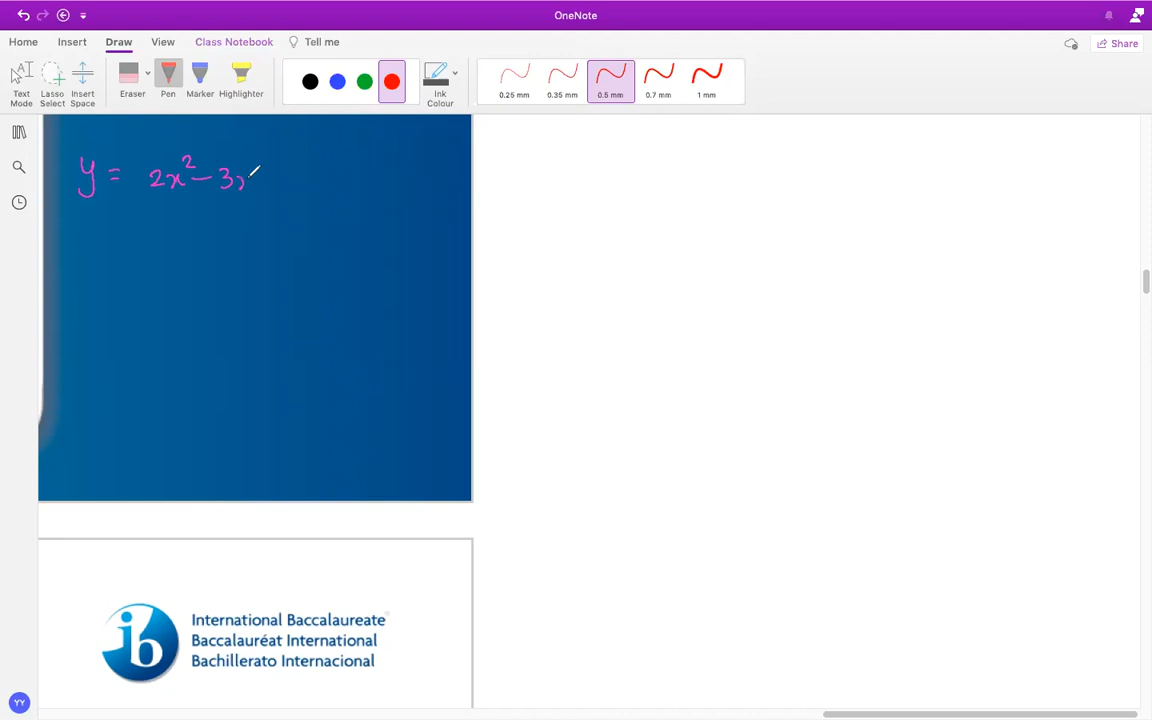 OneNote
Home Insert Draw View Class Notebook Tell me
Share
Text Mode
Lasso Select
Insert Space
Eraser
Pen
Marker
Highlighter
Ink Colour
0.25 mm
0.35 mm
0.5 mm
0.7 mm
1 mm
y = 2x² - 3
ib
International Baccalaureate
Baccalauréat International
Bachillerato Internacional
YY